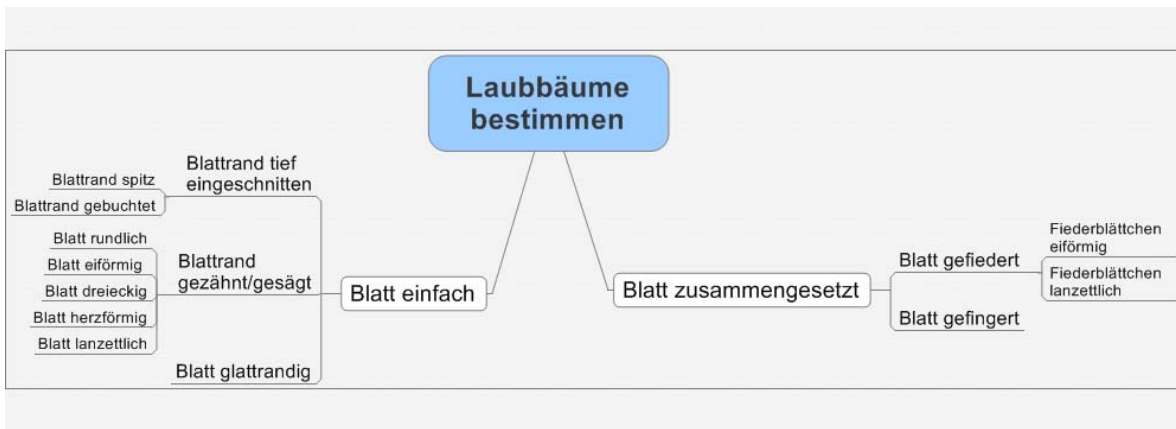 Laubbäume
bestimmen
Blattrand tief
eingeschnitten
Blattrand spitz
Blattrand gebuchtet
Blattrand
gezähnt/gesägt
Blatt rundlich
Blatt eiförmig
Blatt dreieckig
Blatt herzförmig
Blatt lanzettlich
Blatt glattrandig
Blatt einfach
Blatt zusammengesetzt
Blatt gefiedert
Fiederblättchen
eiförmig
Fiederblättchen
lanzettlich
Blatt gefingert